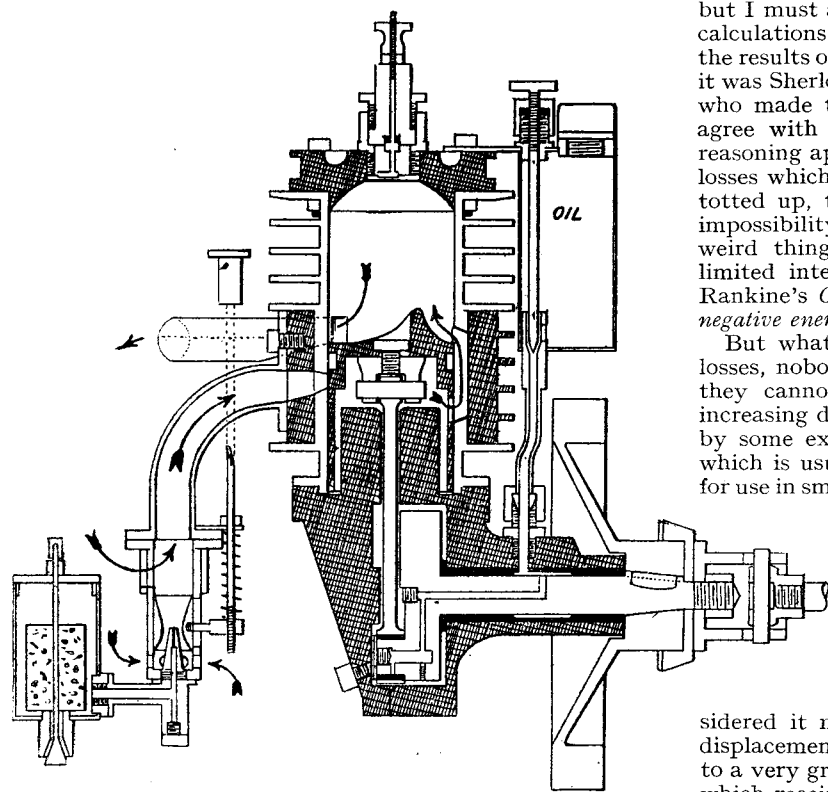 but I must a
calculations
the results o
it was Sherlo
who made t
agree with
reasoning ap
losses which
totted up, t
impossibility
weird thing
limited inte
Rankine's C
negative ener
But what
losses, nobo
they canno
increasing d
by some ex
which is usu
for use in sm
OIL
sidered it n
displacemen
to a very gr
which recei